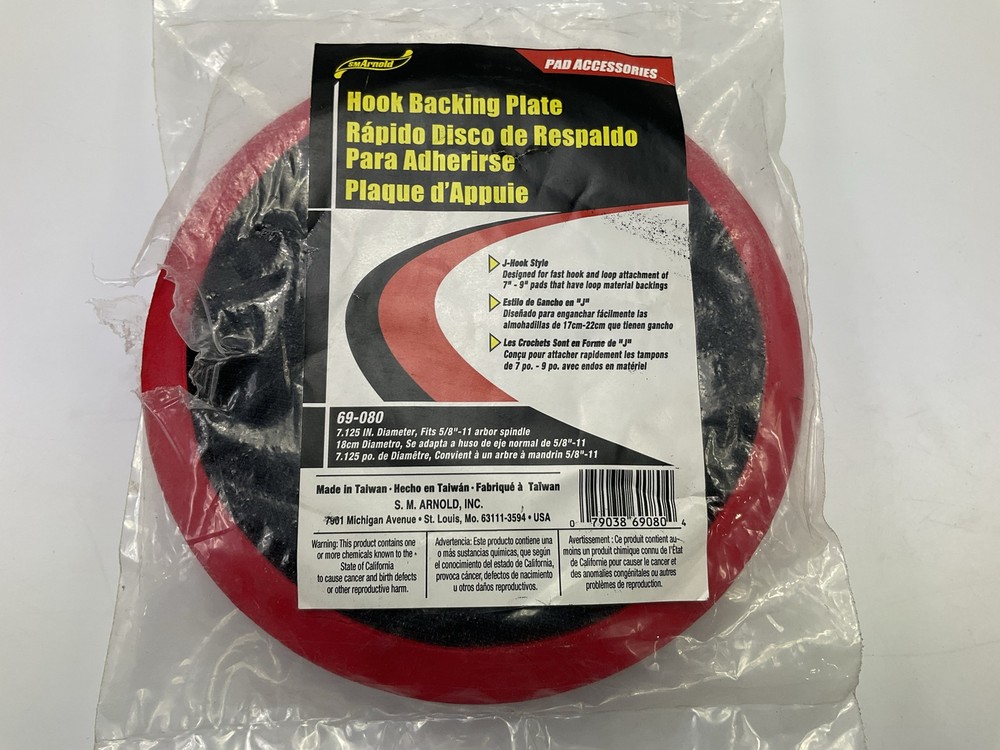 SMArnold
PAD ACCESSORIES
Hook Backing Plate
Rápido Disco de Respaldo
Para Adherirse
Plaque d'Appuie
J-Hook Style
Designed for fast hook and loop attachment of
7" - 9" pads that have loop material backings
Estilo de Gancho en "J"
Diseñado para enganchar fácilmente las
almohadillas de 17cm-22cm que tienen gancho
Les Crochets Sont en Forme de "J"
Conçu pour attacher rapidement les tampons
de 7 po. - 9 po. avec endos en matériel
69-080
7.125 IN. Diameter, Fits 5/8"-11 arbor spindle
18cm Diametro, Se adapta a huso de eje normal de 5/8"-11
7.125 po. de Diamêtre, Convient à un arbre à mandrin 5/8"-11
Made in Taiwan · Hecho en Taiwán · Fabriqué à Taïwan
S. M. ARNOLD, INC.
7901 Michigan Avenue • St. Louis, Mo. 63111-3594 • USA
0 79038 69080 4
Warning: This product contains one
or more chemicals known to the
State of California
to cause cancer and birth defects
or other reproductive harm.
Advertencia: Este producto contiene una
o más sustancias químicas, que según
el conocimiento del estado de California,
provoca cáncer, defectos de nacimiento
u otros daños reproductivos.
Avertissement : Ce produit contient au-
moins un produit chimique connu de l'État
de Californie pour causer le cancer et
des anomalies congénitales ou autres
problèmes de reproduction.